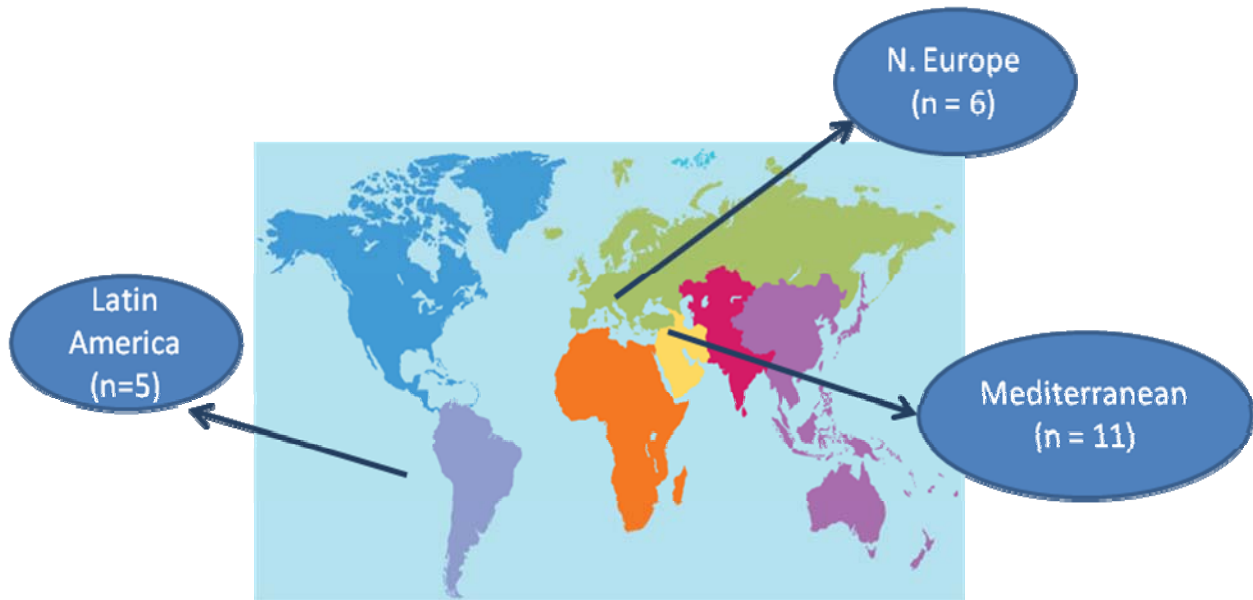 N. Europe
(n = 6)
Latin
America
(n=5)
Mediterranean
(n = 11)